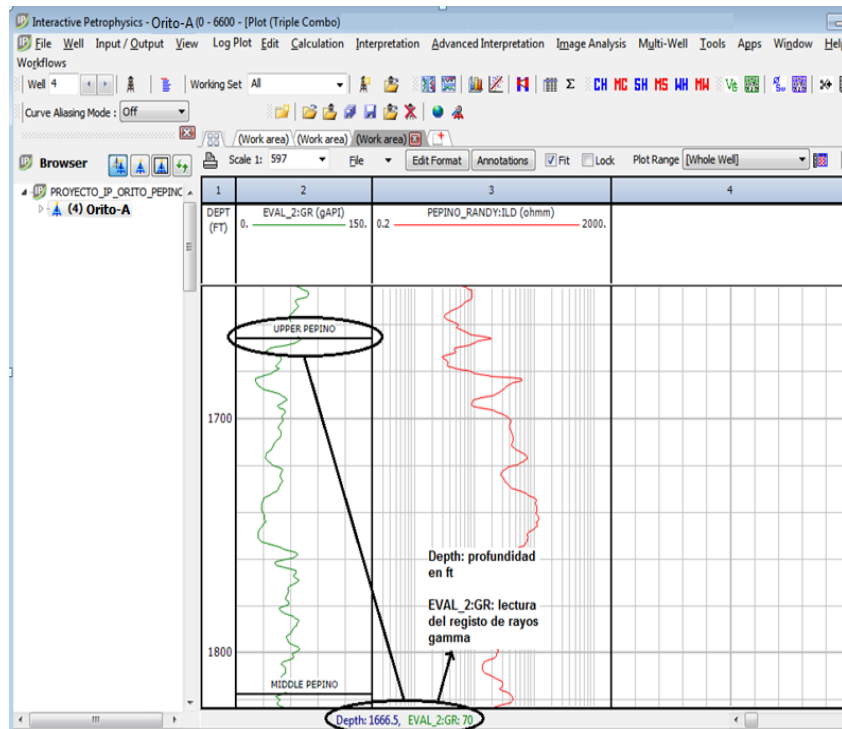 Interactive Petrophysics - Orito-A (0 - 6600 - [Plot (Triple Combo)
File Well Input / Output View Log Plot Edit Calculation Interpretation Advanced Interpretation Image Analysis Multi-Well Tools Apps Window Help
Workflows
Well 4 Working Set All Σ CH MC SH MS WH MW
Curve Aliasing Mode : Off
(Work area) (Work area) (Work area)
Browser Scale 1: 597 File Edit Format Annotations Fit Lock Plot Range [Whole Well]
PROYECTO_IP_ORITO_PEPINO
(4) Orito-A
1 2 3 4
DEPT EVAL_2:GR (gAPI) PEPINO_RANDY:ILD (ohmm)
(FT) 0. 150. 0.2 2000.
UPPER PEPINO
1700
Depth: profundidad
en ft
EVAL_2:GR: lectura
del registo de rayos
gamma
1800
MIDDLE PEPINO
Depth: 1666.5, EVAL_2:GR: 70